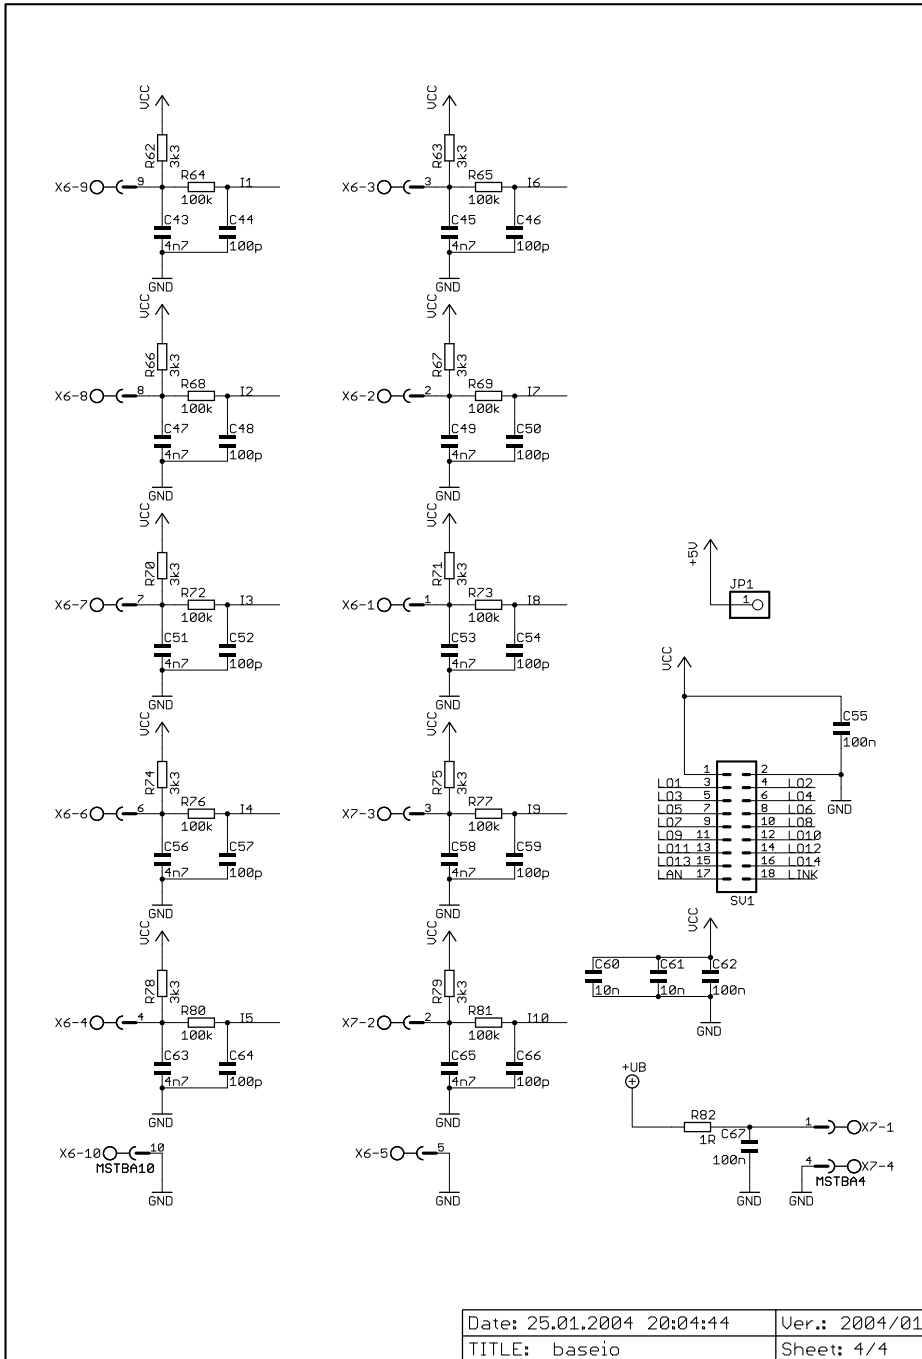 VCC
R62
3k3
X6-9
9
R64
100k
I1
C43
4n7
C44
100p
GND
VCC
R63
3k3
X6-3
3
R65
100k
I6
C45
4n7
C46
100p
GND
VCC
R66
3k3
X6-8
8
R68
100k
I2
C47
4n7
C48
100p
GND
VCC
R67
3k3
X6-2
2
R69
100k
I7
C49
4n7
C50
100p
GND
VCC
R70
3k3
X6-7
7
R72
100k
I3
C51
4n7
C52
100p
GND
VCC
R71
3k3
X6-1
1
R73
100k
I8
C53
4n7
C54
100p
GND
+5V
JP1
1
VCC
R74
3k3
X6-6
6
R76
100k
I4
C56
4n7
C57
100p
GND
VCC
R75
3k3
X7-3
3
R77
100k
I9
C58
4n7
C59
100p
GND
VCC
C55
100n
GND
1 2
LO1 3 4 LO2
LO3 5 6 LO4
LO5 7 8 LO6
LO7 9 10 LO8
LO9 11 12 LO10
LO11 13 14 LO12
LO13 15 16 LO14
LAN 17 18 LINK
SV1
VCC
R78
3k3
X6-4
4
R80
100k
I5
C63
4n7
C64
100p
GND
VCC
R79
3k3
X7-2
2
R81
100k
I10
C65
4n7
C66
100p
GND
VCC
C60
10n
C61
10n
C62
100n
GND
X6-10
10
MSTBA10
GND
X6-5
5
GND
+UB
R82
1R
C67
100n
GND
1
X7-1
4
X7-4
MSTBA4
GND
Date: 25.01.2004 20:04:44
Ver.: 2004/01
TITLE: baseio
Sheet: 4/4